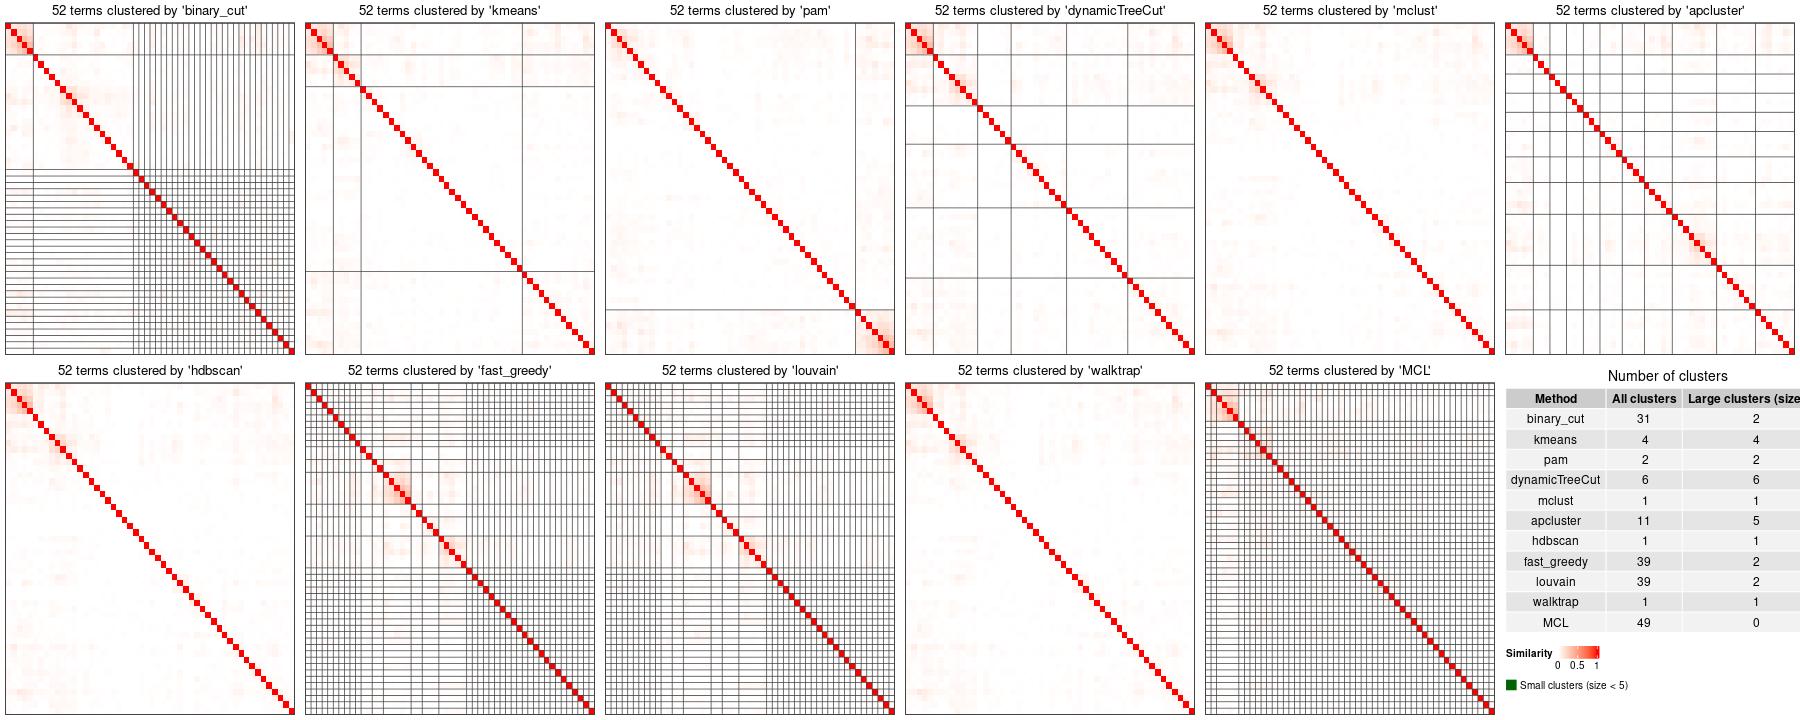 52 terms clustered by 'binary_cut'
52 terms clustered by 'kmeans'
52 terms clustered by 'pam'
52 terms clustered by 'dynamicTreeCut'
52 terms clustered by 'mclust'
52 terms clustered by 'apcluster'
52 terms clustered by 'hdbscan'
52 terms clustered by 'fast_greedy'
52 terms clustered by 'louvain'
52 terms clustered by 'walktrap'
52 terms clustered by 'MCL'
Number of clusters
Method All clusters Large clusters (size
binary_cut 31 2
kmeans 4 4
pam 2 2
dynamicTreeCut 6 6
mclust 1 1
apcluster 11 5
hdbscan 1 1
fast_greedy 39 2
louvain 39 2
walktrap 1 1
MCL 49 0
Similarity
0 0.5 1
Small clusters (size < 5)